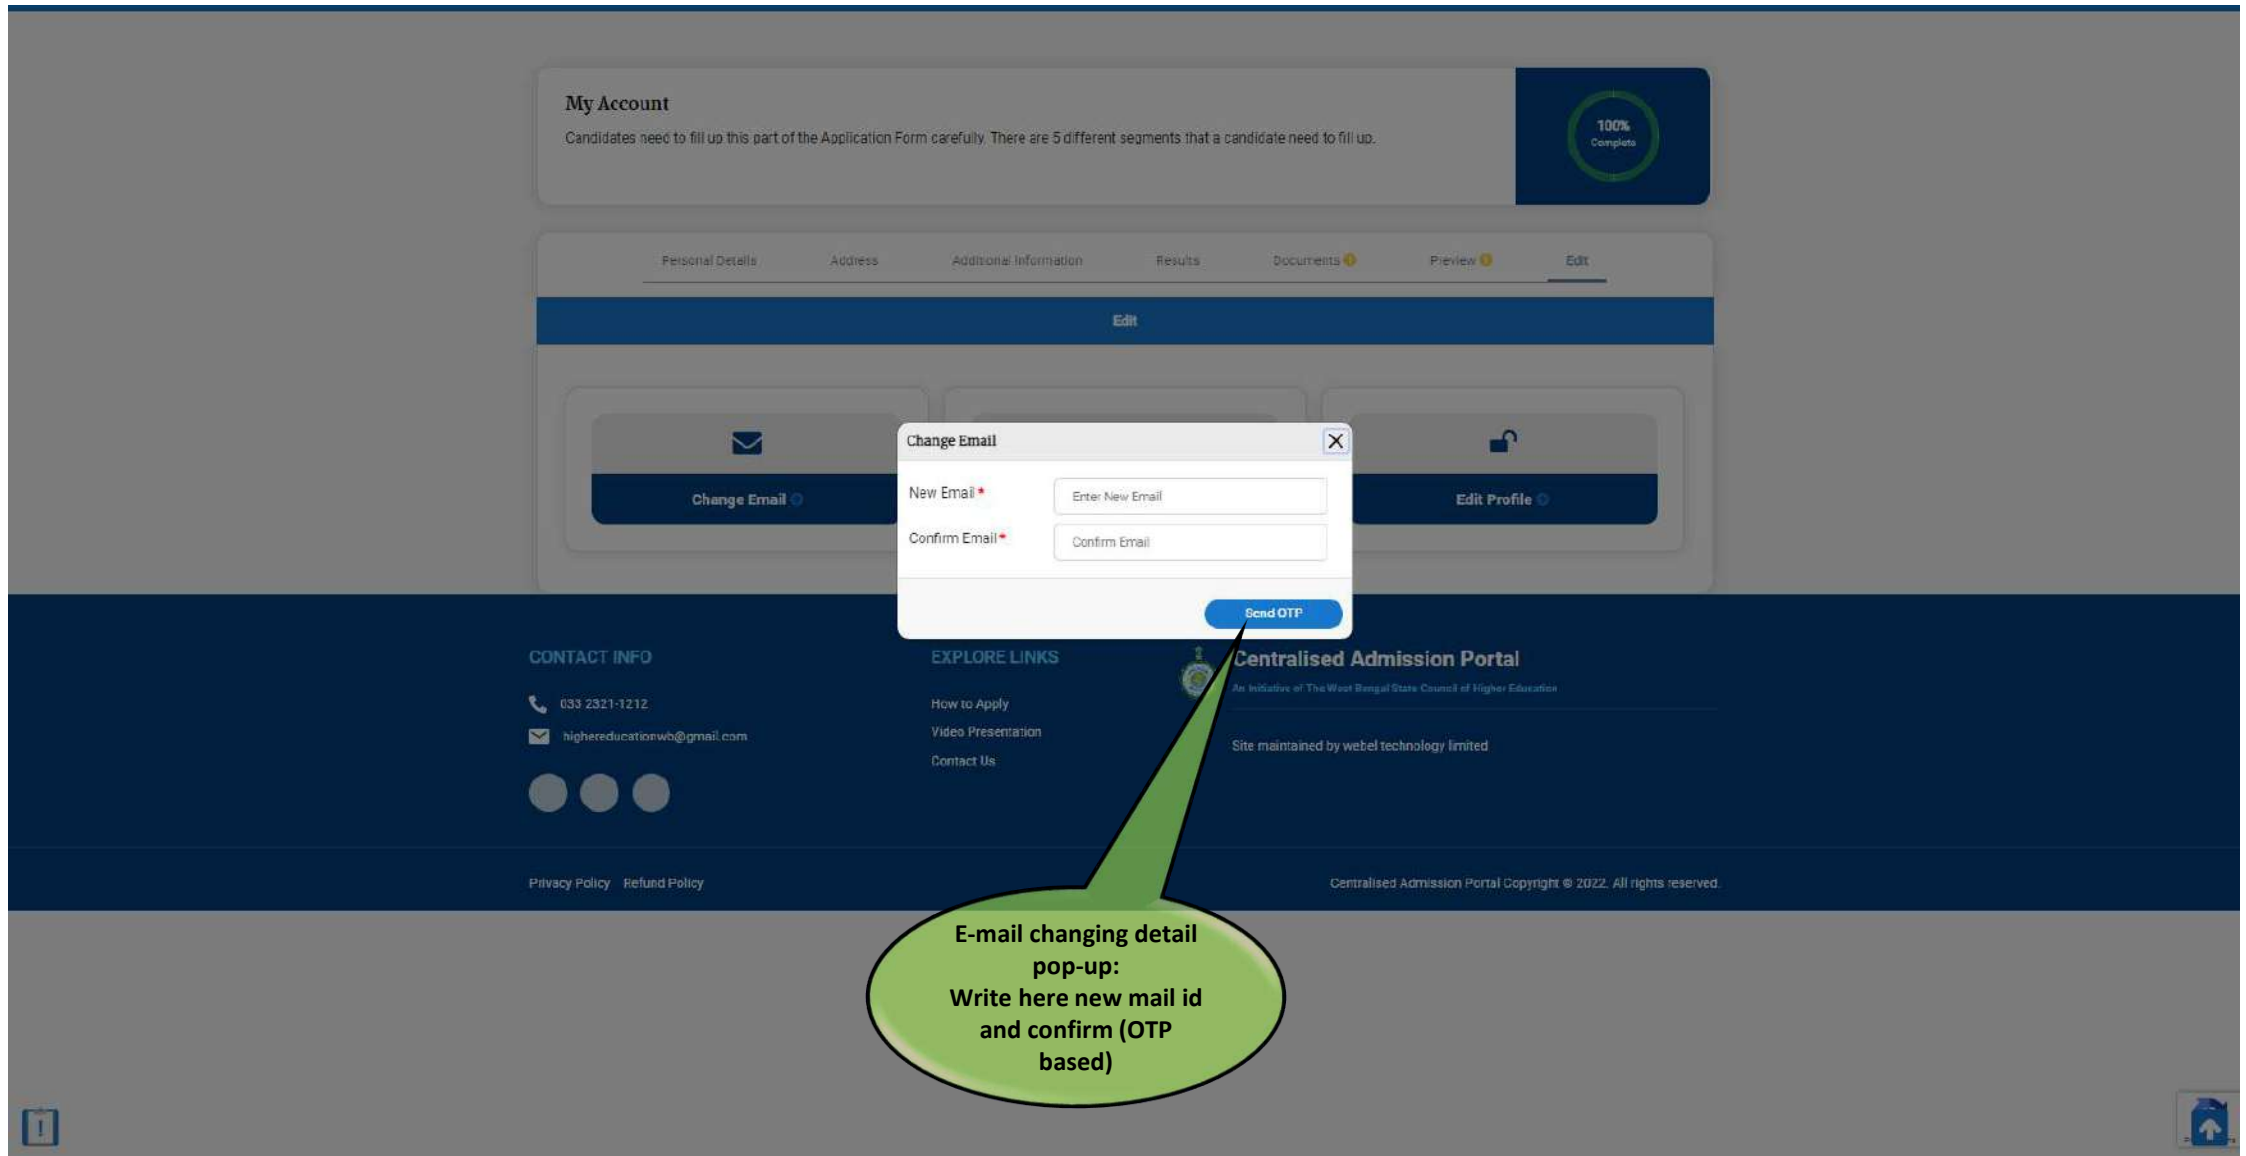 My Account
Candidates need to fill up this part of the Application Form carefully. There are 5 different segments that a candidate need to fill up.
100%
Complete
Personal Details Address Additional Information Results Documents Preview Edit
Edit
Change Email
Edit Profile
Change Email
New Email *
Enter New Email
Confirm Email *
Confirm Email
Send OTP
CONTACT INFO
033 2321-1212
highereducationwb@gmail.com
EXPLORE LINKS
How to Apply
Video Presentation
Contact Us
Centralised Admission Portal
An Initiative of The West Bengal State Council of Higher Education
Site maintained by webel technology limited
Privacy Policy Refund Policy
Centralised Admission Portal Copyright © 2022. All rights reserved.
E-mail changing detail
pop-up:
Write here new mail id
and confirm (OTP
based)